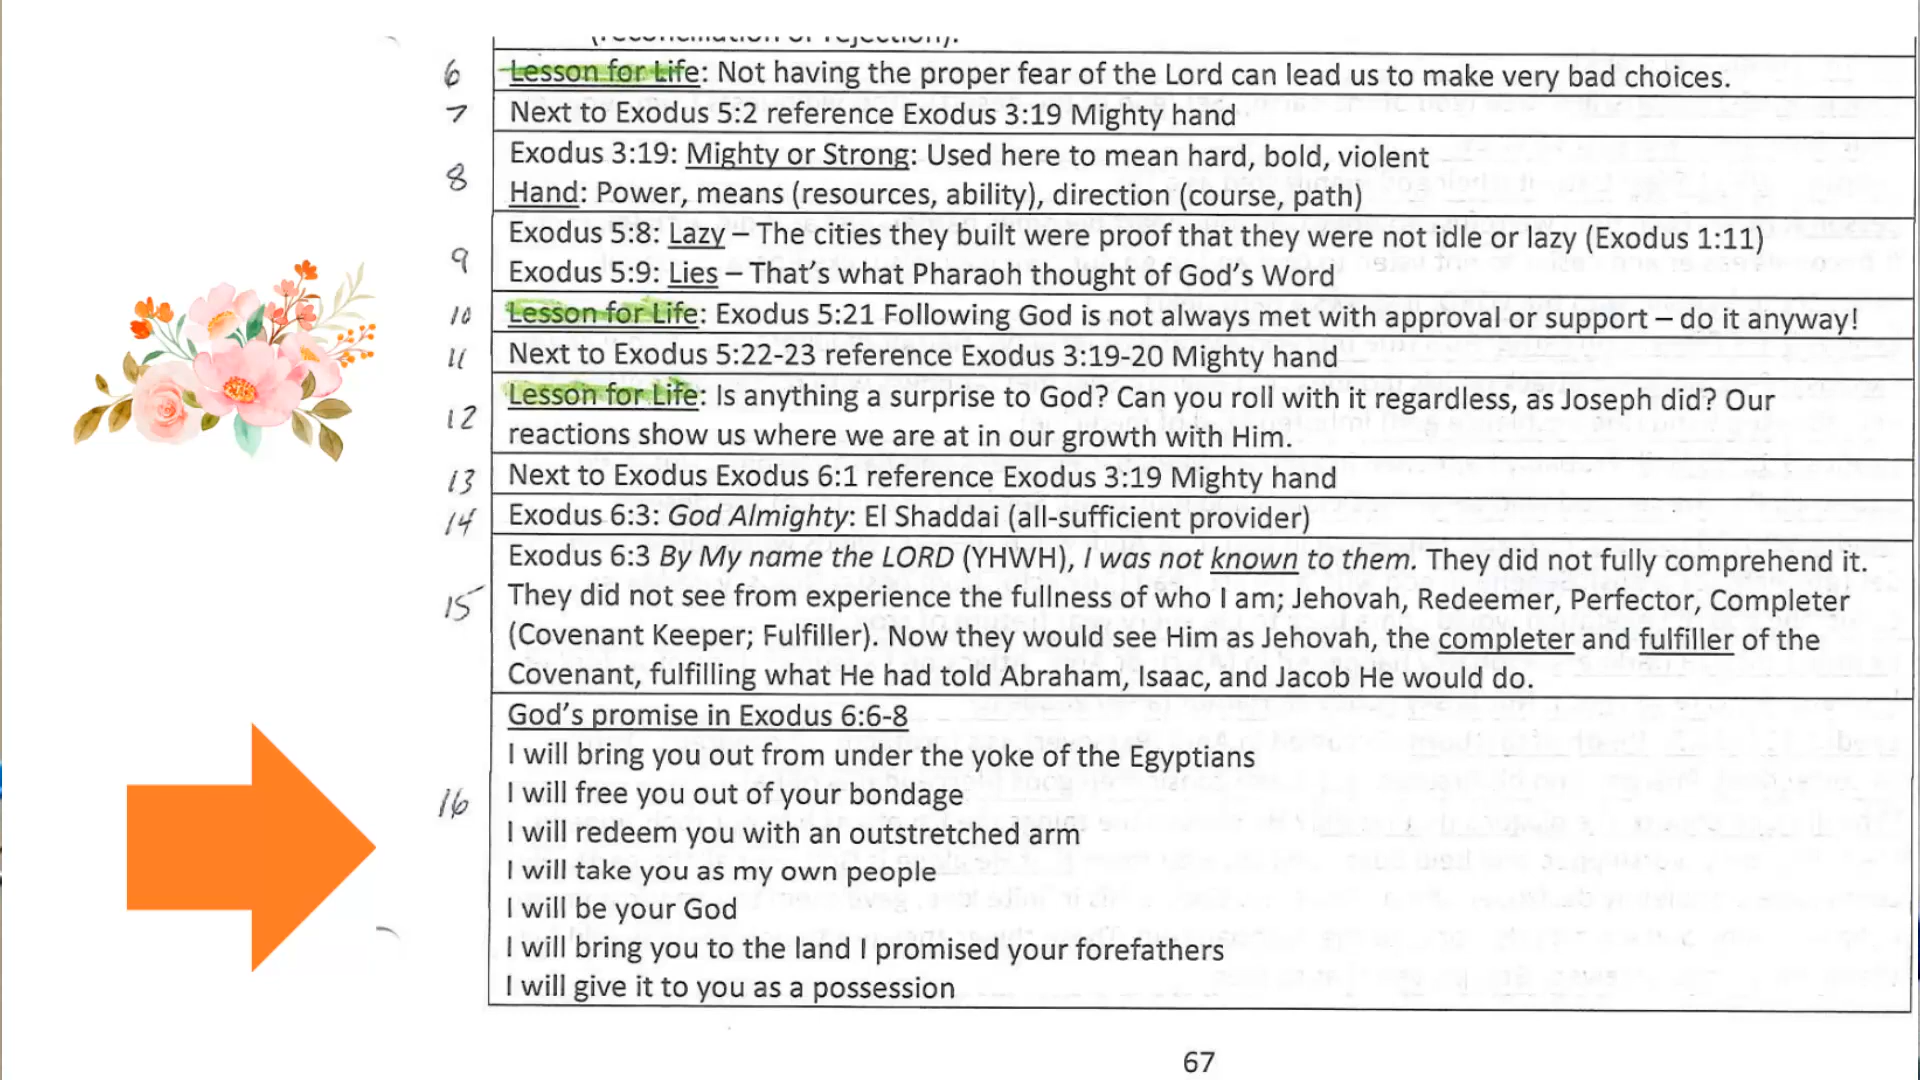 (reconciliation or rejection).
6 Lesson for Life: Not having the proper fear of the Lord can lead us to make very bad choices.
7 Next to Exodus 5:2 reference Exodus 3:19 Mighty hand
8 Exodus 3:19: Mighty or Strong: Used here to mean hard, bold, violent
Hand: Power, means (resources, ability), direction (course, path)
9 Exodus 5:8: Lazy – The cities they built were proof that they were not idle or lazy (Exodus 1:11)
Exodus 5:9: Lies – That's what Pharaoh thought of God's Word
10 Lesson for Life: Exodus 5:21 Following God is not always met with approval or support – do it anyway!
11 Next to Exodus 5:22-23 reference Exodus 3:19-20 Mighty hand
12 Lesson for Life: Is anything a surprise to God? Can you roll with it regardless, as Joseph did? Our
reactions show us where we are at in our growth with Him.
13 Next to Exodus Exodus 6:1 reference Exodus 3:19 Mighty hand
14 Exodus 6:3: God Almighty: El Shaddai (all-sufficient provider)
Exodus 6:3 By My name the LORD (YHWH), I was not known to them. They did not fully comprehend it.
15 They did not see from experience the fullness of who I am; Jehovah, Redeemer, Perfector, Completer
(Covenant Keeper; Fulfiller). Now they would see Him as Jehovah, the completer and fulfiller of the
Covenant, fulfilling what He had told Abraham, Isaac, and Jacob He would do.
God's promise in Exodus 6:6-8
I will bring you out from under the yoke of the Egyptians
16 I will free you out of your bondage
I will redeem you with an outstretched arm
I will take you as my own people
I will be your God
I will bring you to the land I promised your forefathers
I will give it to you as a possession
67